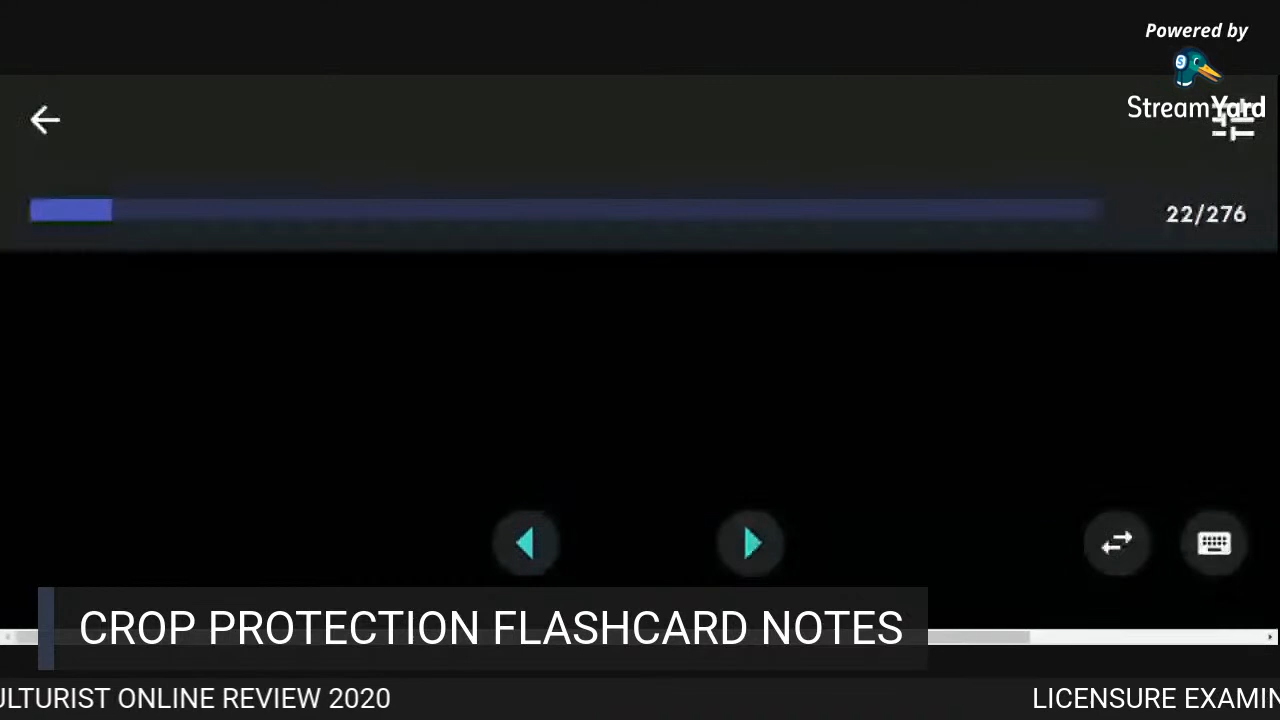 Powered by
StreamYard
22/276
CROP PROTECTION FLASHCARD NOTES
ULTURIST ONLINE REVIEW 2020
LICENSURE EXAMIN